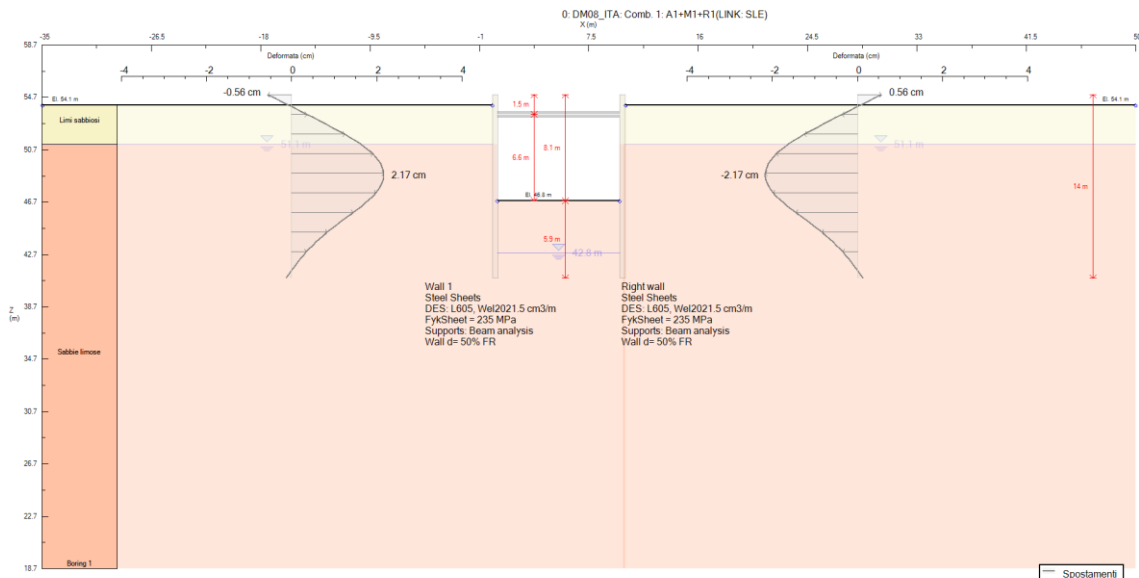 0: DM08_ITA: Comb. 1: A1+M1+R1(LINK: SLE)
X (m)
-35 -26.5 -18 -9.5 -1 7.5 16 24.5 33 41.5 50
58.7
Deformata (cm) Deformata (cm)
-4 -2 0 2 4 -4 -2 0 2 4
-0.56 cm 0.56 cm
54.7
El. 54.1 m El. 54.1 m
1.5 m
Limi sabbiosi
51.1 m 51.1 m
50.7
6.6 m 8.1 m
2.17 cm -2.17 cm
14 m
46.7
5.9 m
42.8 m
42.7
Wall 1
Steel Sheets
DES: L605, Wel2021.5 cm3/m
FykSheet = 235 MPa
Supports: Beam analysis
Wall d= 50% FR
Right wall
Steel Sheets
DES: L605, Wel2021.5 cm3/m
FykSheet = 235 MPa
Supports: Beam analysis
Wall d= 50% FR
38.7
Z
(m)
34.7
Sabbie limose
30.7
26.7
22.7
Boring 1
18.7
Spostamenti